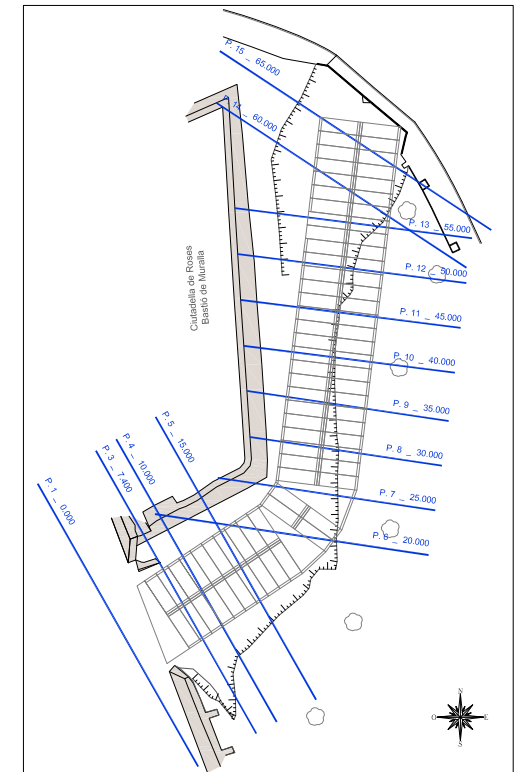 P. 15 _ 65.000
P. 14 _ 60.000
P. 13 _ 55.000
P. 12 _ 50.000
P. 11 _ 45.000
P. 10 _ 40.000
P. 9 _ 35.000
P. 8 _ 30.000
P. 7 _ 25.000
P. 6 _ 20.000
P. 5 _ 15.000
P. 4 _ 10.000
P. 3 _ 7.400
P. 1 _ 0.000
Ciutadella de Roses
Bastió de Muralla
N
O E
S